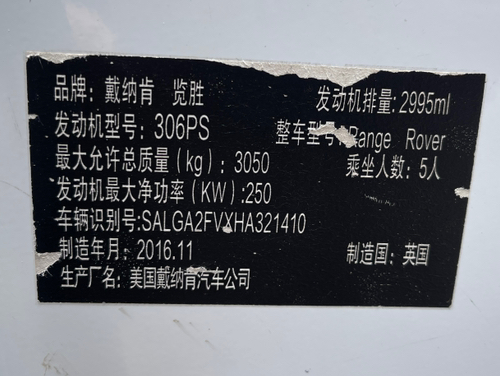 品牌：戴纳肯 览胜 发动机排量：2995ml
发动机型号：306PS 整车型号：Range Rover
最大允许总质量（kg）：3050 乘坐人数：5人
发动机最大净功率（KW）：250
车辆识别号：SALGA2FVXHA321410
制造年月：2016.11 制造国：英国
生产厂名：美国戴纳肯汽车公司